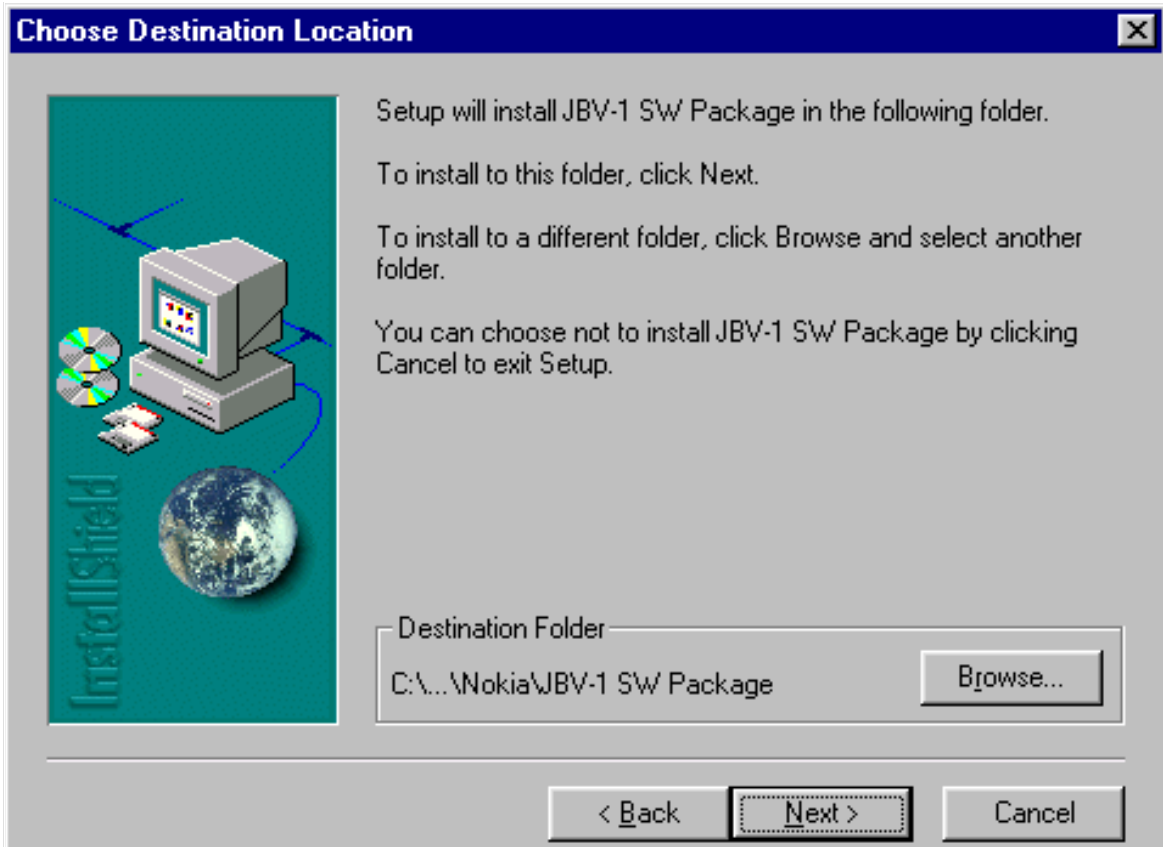 Choose Destination Location
Setup will install JBV-1 SW Package in the following folder.
To install to this folder, click Next.
To install to a different folder, click Browse and select another
folder.
You can choose not to install JBV-1 SW Package by clicking
Cancel to exit Setup.
InstallShield
Destination Folder
C:\...\Nokia\JBV-1 SW Package
Browse...
< Back
Next >
Cancel